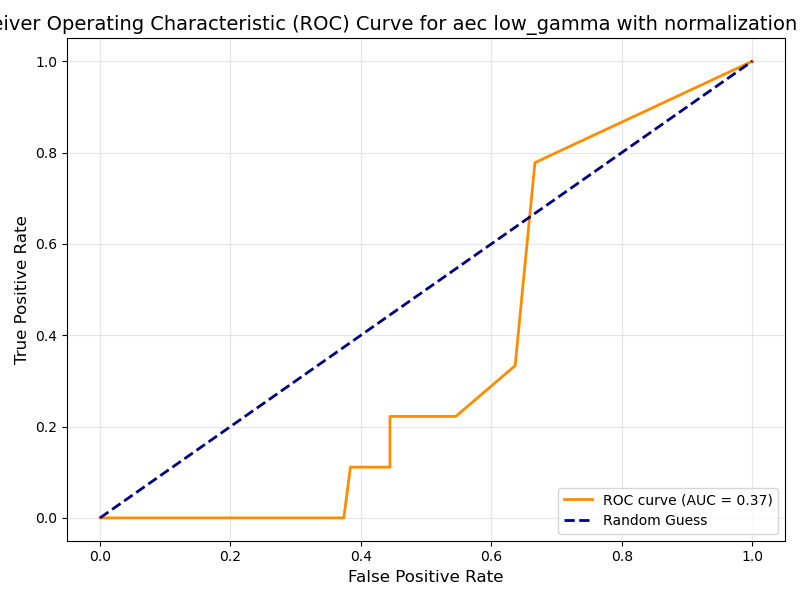 Operating Characteristic (ROC) Curve for aec low_gamma with normalization
1.0
0.8
0.6
0.4
0.2
0.0
True Positive Rate
0.0 0.2 0.4 0.6 0.8 1.0
False Positive Rate
ROC curve (AUC = 0.37)
Random Guess